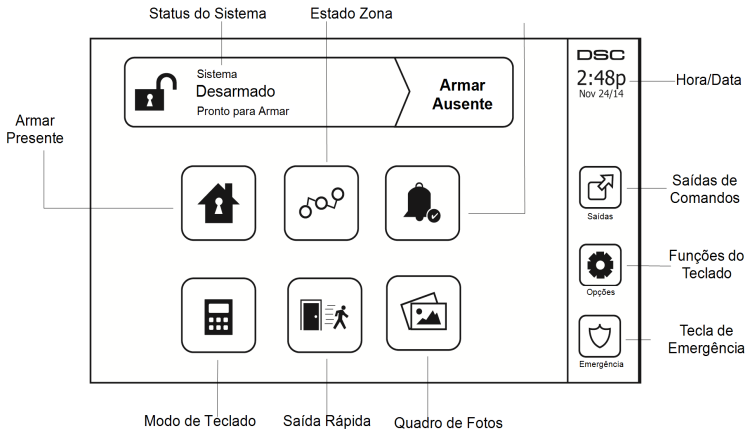 Status do Sistema
Estado Zona
Sistema
Desarmado
Pronto para Armar
Armar
Ausente
DSC
2:48p
Nov 24/14
Hora/Data
Armar
Presente
Saídas
Saídas de
Comandos
Opções
Funções do
Teclado
Emergência
Tecla de
Emergência
Modo de Teclado
Saída Rápida
Quadro de Fotos